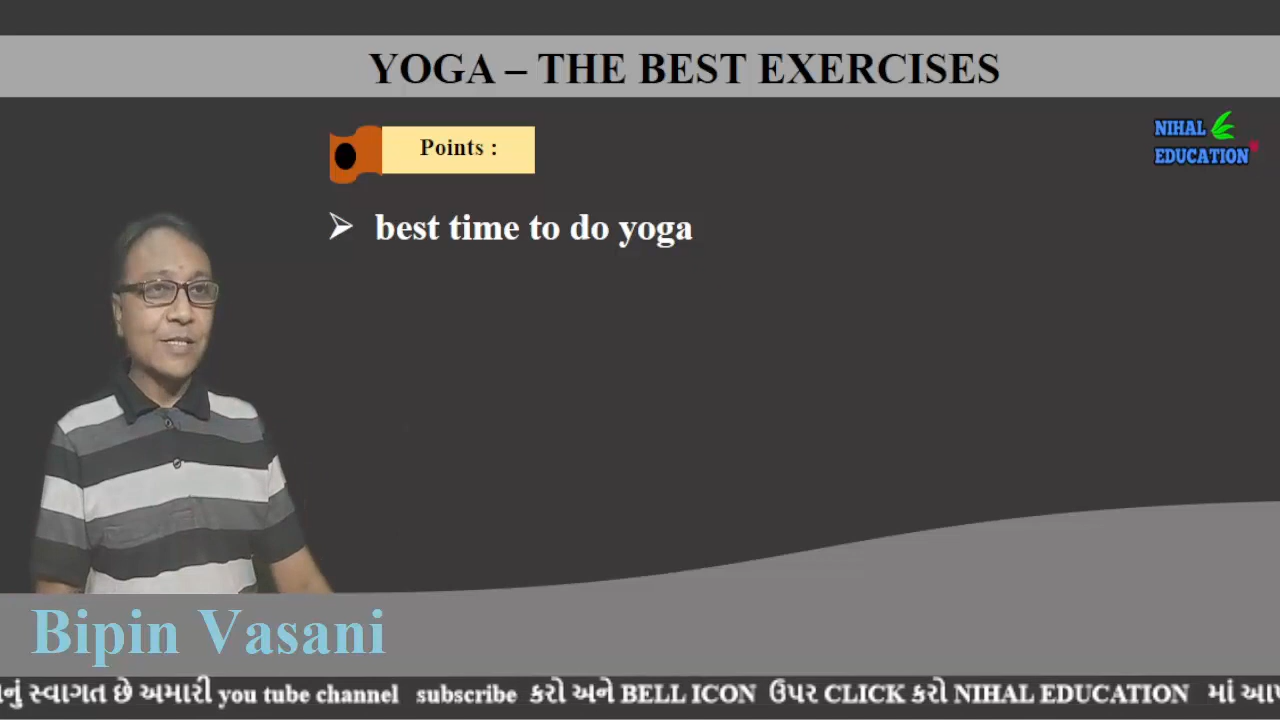 YOGA – THE BEST EXERCISES
Points :
NIHAL
EDUCATION
best time to do yoga
Bipin Vasani
નું સ્વાગત છે અમારી you tube channel subscribe કરો અને BELL ICON ઉપર CLICK કરો NIHAL EDUCATION માં આપ